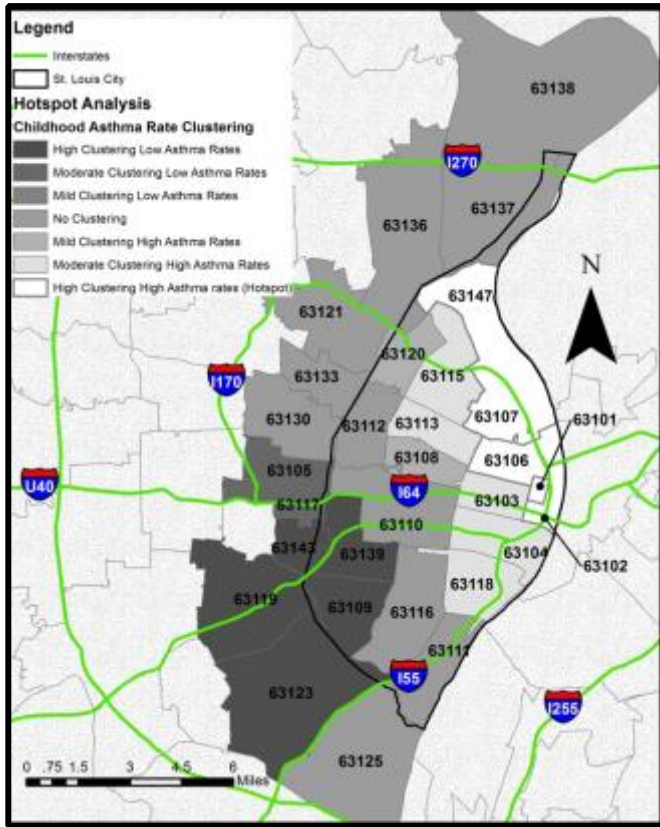 Legend
Interstates
St. Louis City
Hotspot Analysis
Childhood Asthma Rate Clustering
High Clustering Low Asthma Rates
Moderate Clustering Low Asthma Rates
Mild Clustering Low Asthma Rates
No Clustering
Mild Clustering High Asthma Rates
Moderate Clustering High Asthma Rates
High Clustering High Asthma rates (Hotspot)
63138
I270
63137
63136
N
63147
63121
63120
63115
63133
I170
63130
63112
63113
63107
63101
63108
63106
63105
U40
I64
63103
63117
63110
63143
63139
63104
63102
63119
63118
63109
63116
63111
I55
63123
I255
63125
0 .75 1.5 3 4.5 6
Miles